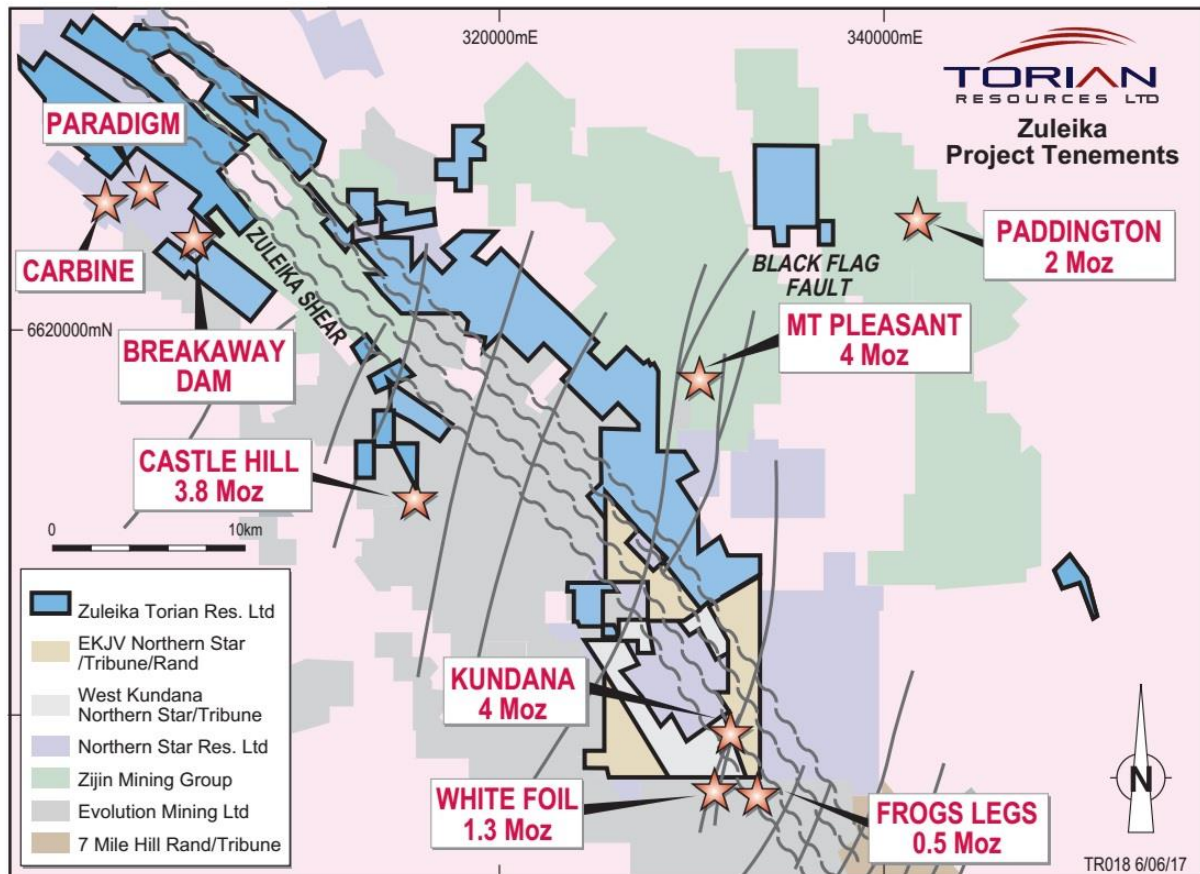 320000mE
340000mE
TORIAN
RESOURCES LTD
Zuleika
Project Tenements
PARADIGM
CARBINE
ZULEIKA SHEAR
PADDINGTON
2 Moz
BLACK FLAG
FAULT
6620000mN
BREAKAWAY
DAM
MT PLEASANT
4 Moz
CASTLE HILL
3.8 Moz
0
10km
Zuleika Torian Res. Ltd
EKJV Northern Star
/Tribune/Rand
West Kundana
Northern Star/Tribune
Northern Star Res. Ltd
Zijin Mining Group
Evolution Mining Ltd
7 Mile Hill Rand/Tribune
KUNDANA
4 Moz
WHITE FOIL
1.3 Moz
FROGS LEGS
0.5 Moz
N
TR018 6/06/17